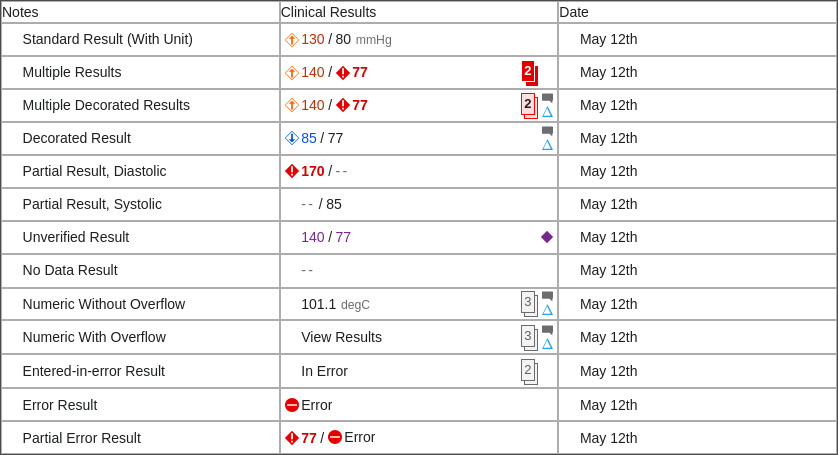 Notes Clinical Results Date
Standard Result (With Unit) 130 / 80 mmHg May 12th
Multiple Results 140 / 77 2 May 12th
Multiple Decorated Results 140 / 77 2 May 12th
Decorated Result 85 / 77 May 12th
Partial Result, Diastolic 170 / -- May 12th
Partial Result, Systolic -- / 85 May 12th
Unverified Result 140 / 77 May 12th
No Data Result -- May 12th
Numeric Without Overflow 101.1 degC 3 May 12th
Numeric With Overflow View Results 3 May 12th
Entered-in-error Result In Error 2 May 12th
Error Result Error May 12th
Partial Error Result 77 / Error May 12th